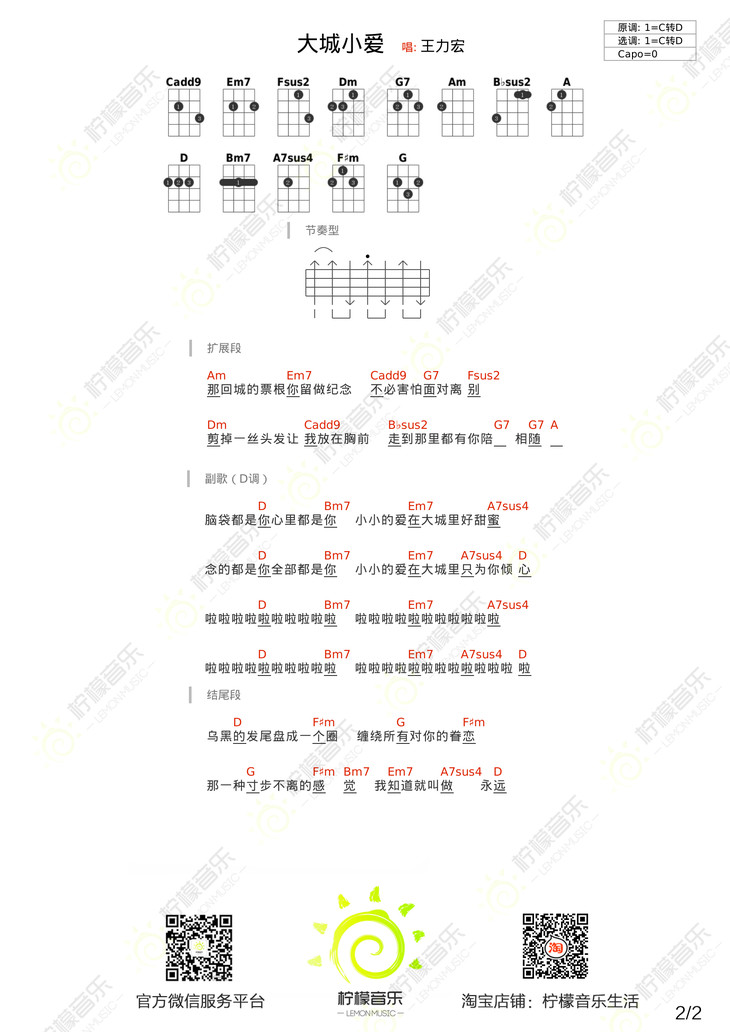 大城小爱 唱: 王力宏
原调: 1=C转D
选调: 1=C转D
Capo=0
Cadd9 Em7 Fsus2 Dm G7 Am B♭sus2 A
D Bm7 A7sus4 F♯m G
节奏型
扩展段
Am Em7 Cadd9 G7 Fsus2
那回城的票根你留做纪念 不必害怕面对离 别
Dm Cadd9 B♭sus2 G7 G7 A
剪掉一丝头发让 我放在胸前 走到那里都有你陪__ 相随 __
副歌（D调）
D Bm7 Em7 A7sus4
脑袋都是你心里都是你 小小的爱在大城里好甜蜜
D Bm7 Em7 A7sus4 D
念的都是你全部都是你 小小的爱在大城里只为你倾 心
D Bm7 Em7 A7sus4
啦啦啦啦啦啦啦啦啦啦 啦啦啦啦啦啦啦啦啦啦啦
D Bm7 Em7 A7sus4 D
啦啦啦啦啦啦啦啦啦啦 啦啦啦啦啦啦啦啦啦啦啦啦 啦
结尾段
D F♯m G F♯m
乌黑的发尾盘成一个圈 缠绕所有对你的眷恋
G F♯m Bm7 Em7 A7sus4 D
那一种寸步不离的感 觉 我知道就叫做 永远
官方微信服务平台
柠檬音乐
LEMONMUSIC
淘
淘宝店铺：柠檬音乐生活
2/2